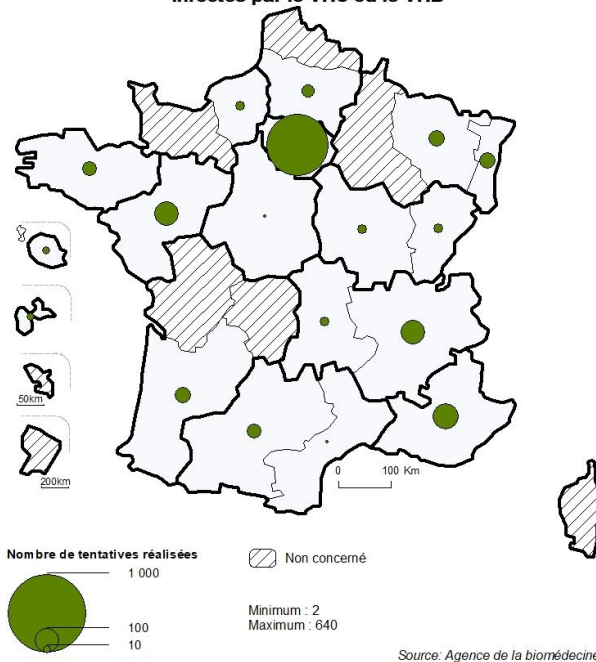 infectés par le VHC ou le VHB
50km
200km
0 100 Km
Nombre de tentatives réalisées
1 000
100
10
Non concerné
Minimum : 2
Maximum : 640
Source: Agence de la biomédecine